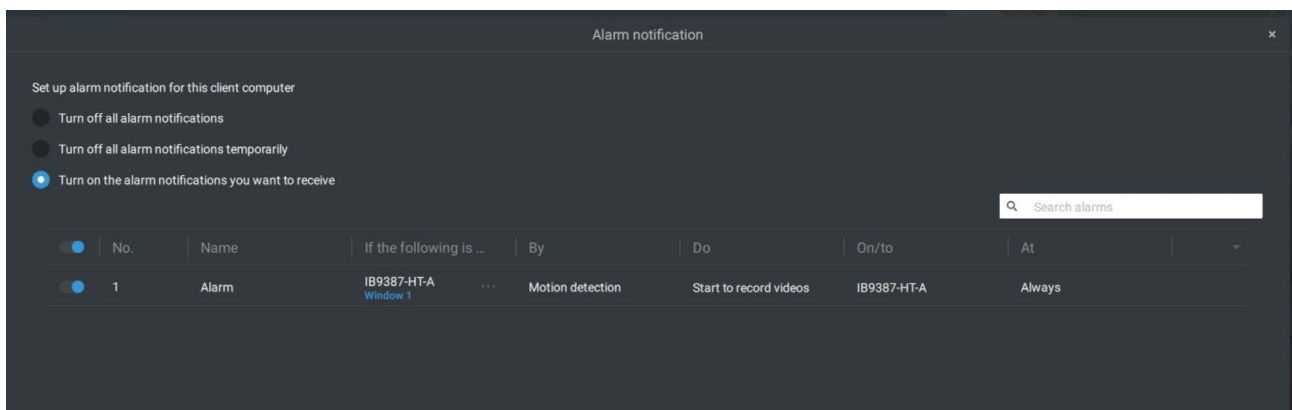 Alarm notification
Set up alarm notification for this client computer
Turn off all alarm notifications
Turn off all alarm notifications temporarily
Turn on the alarm notifications you want to receive
Search alarms
No. Name If the following is ... By Do On/to At
1 Alarm IB9387-HT-A ... Motion detection Start to record videos IB9387-HT-A Always
Window 1